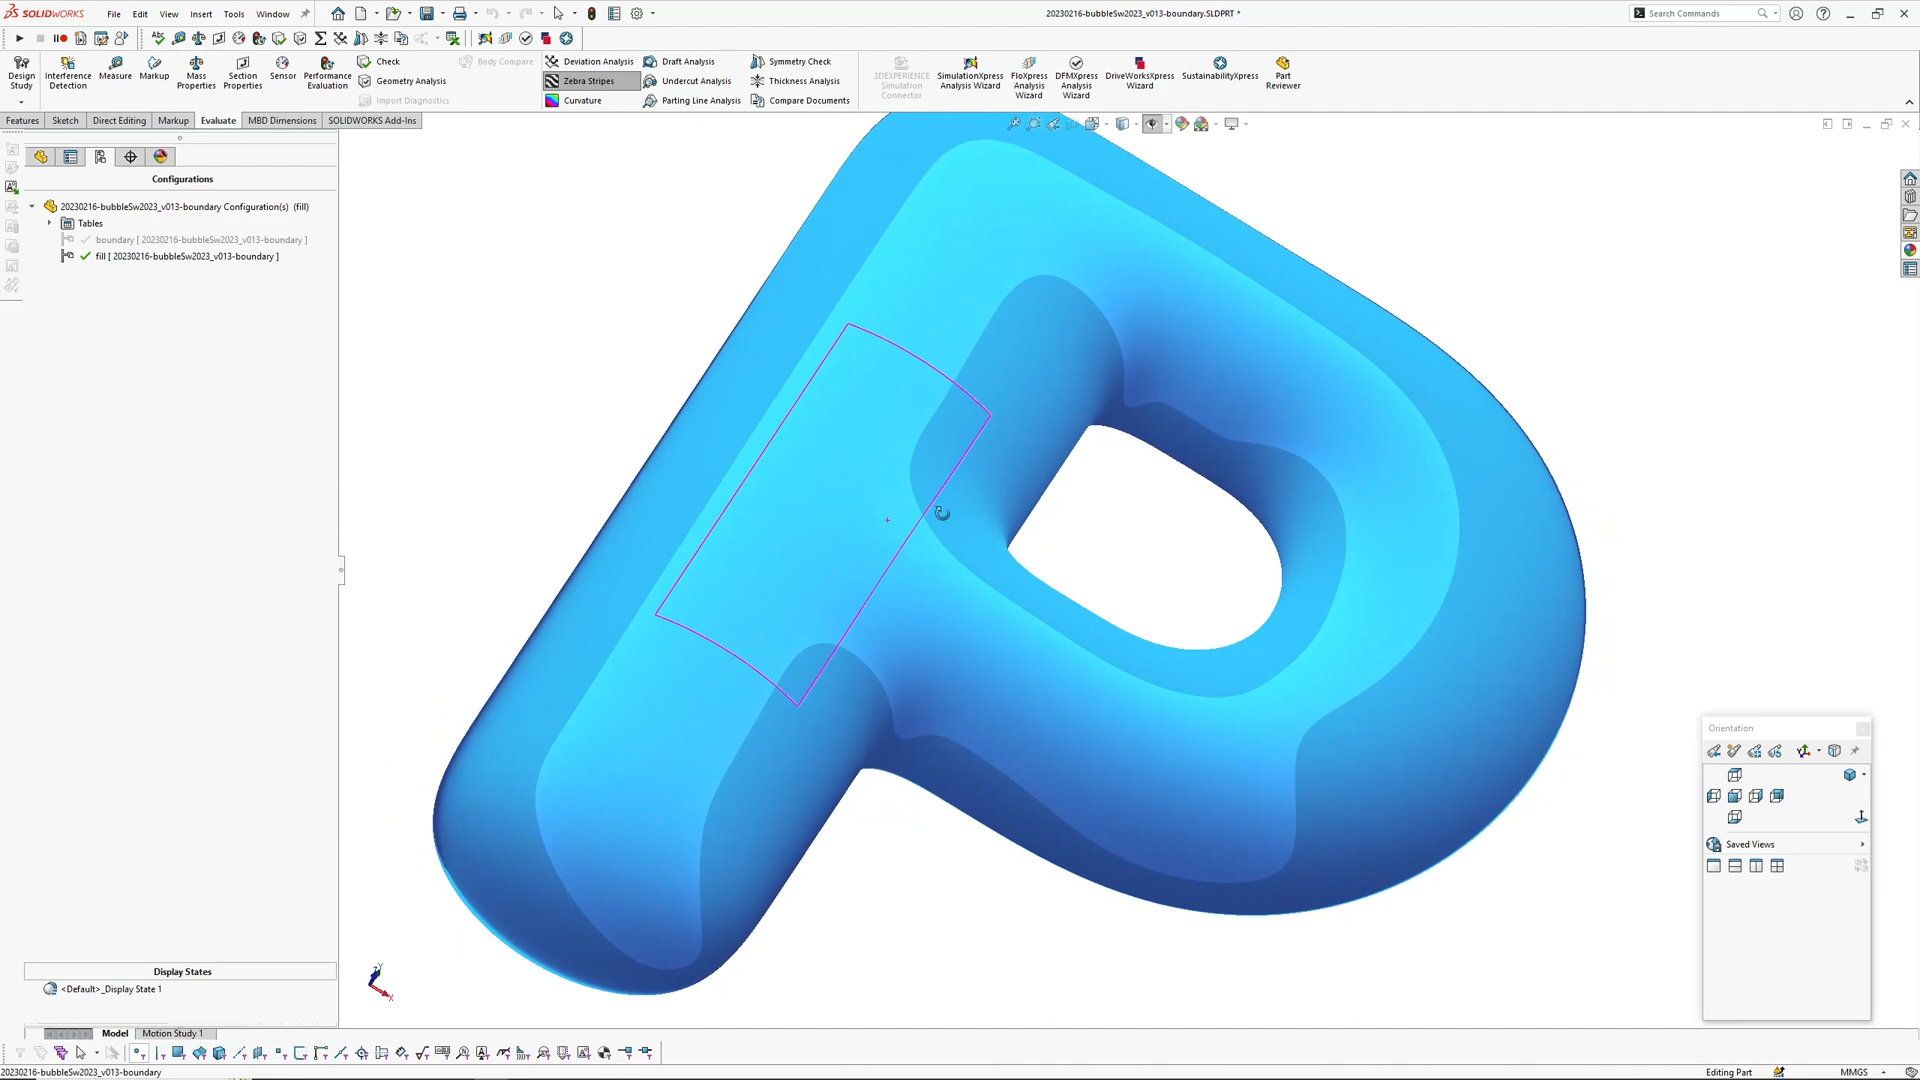 SOLIDWORKS File Edit View Insert Tools Window 20230216-bubbleSw2023_v013-boundary.SLDPRT * Search Commands
Design Study
Interference Detection
Measure
Markup
Mass Properties
Section Properties
Sensor
Performance Evaluation
Check
Geometry Analysis
Import Diagnostics
Body Compare
Deviation Analysis
Zebra Stripes
Curvature
Draft Analysis
Undercut Analysis
Parting Line Analysis
Symmetry Check
Thickness Analysis
Compare Documents
3DEXPERIENCE Simulation Connector
SimulationXpress Analysis Wizard
FloXpress Analysis Wizard
DFMXpress Analysis Wizard
DriveWorksXpress Wizard
SustainabilityXpress
Part Reviewer
Features Sketch Direct Editing Markup Evaluate MBD Dimensions SOLIDWORKS Add-Ins
Configurations
20230216-bubbleSw2023_v013-boundary Configuration(s) (fill)
Tables
boundary [ 20230216-bubbleSw2023_v013-boundary ]
fill [ 20230216-bubbleSw2023_v013-boundary ]
Orientation
Saved Views
Display States
<Default>_Display State 1
Y
Z
X
Model Motion Study 1
20230216-bubbleSw2023_v013-boundary Editing Part MMGS